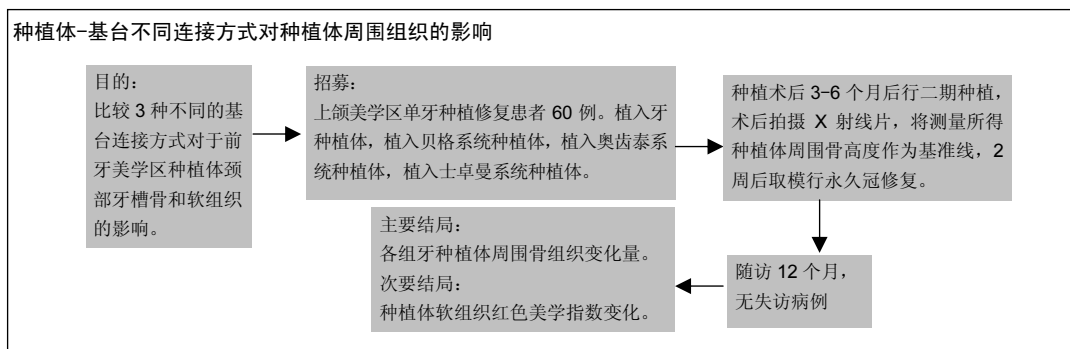 种植体-基台不同连接方式对种植体周围组织的影响
目的：
比较 3 种不同的基
台连接方式对于前
牙美学区种植体颈
部牙槽骨和软组织
的影响。
招募：
上颌美学区单牙种植修复患者 60 例。植入牙
种植体，植入贝格系统种植体，植入奥齿泰系
统种植体，植入士卓曼系统种植体。
种植术后 3-6 个月后行二期种植，
术后拍摄 X 射线片，将测量所得
种植体周围骨高度作为基准线，2
周后取模行永久冠修复。
主要结局：
各组牙种植体周围骨组织变化量。
次要结局：
种植体软组织红色美学指数变化。
随访 12 个月，
无失访病例